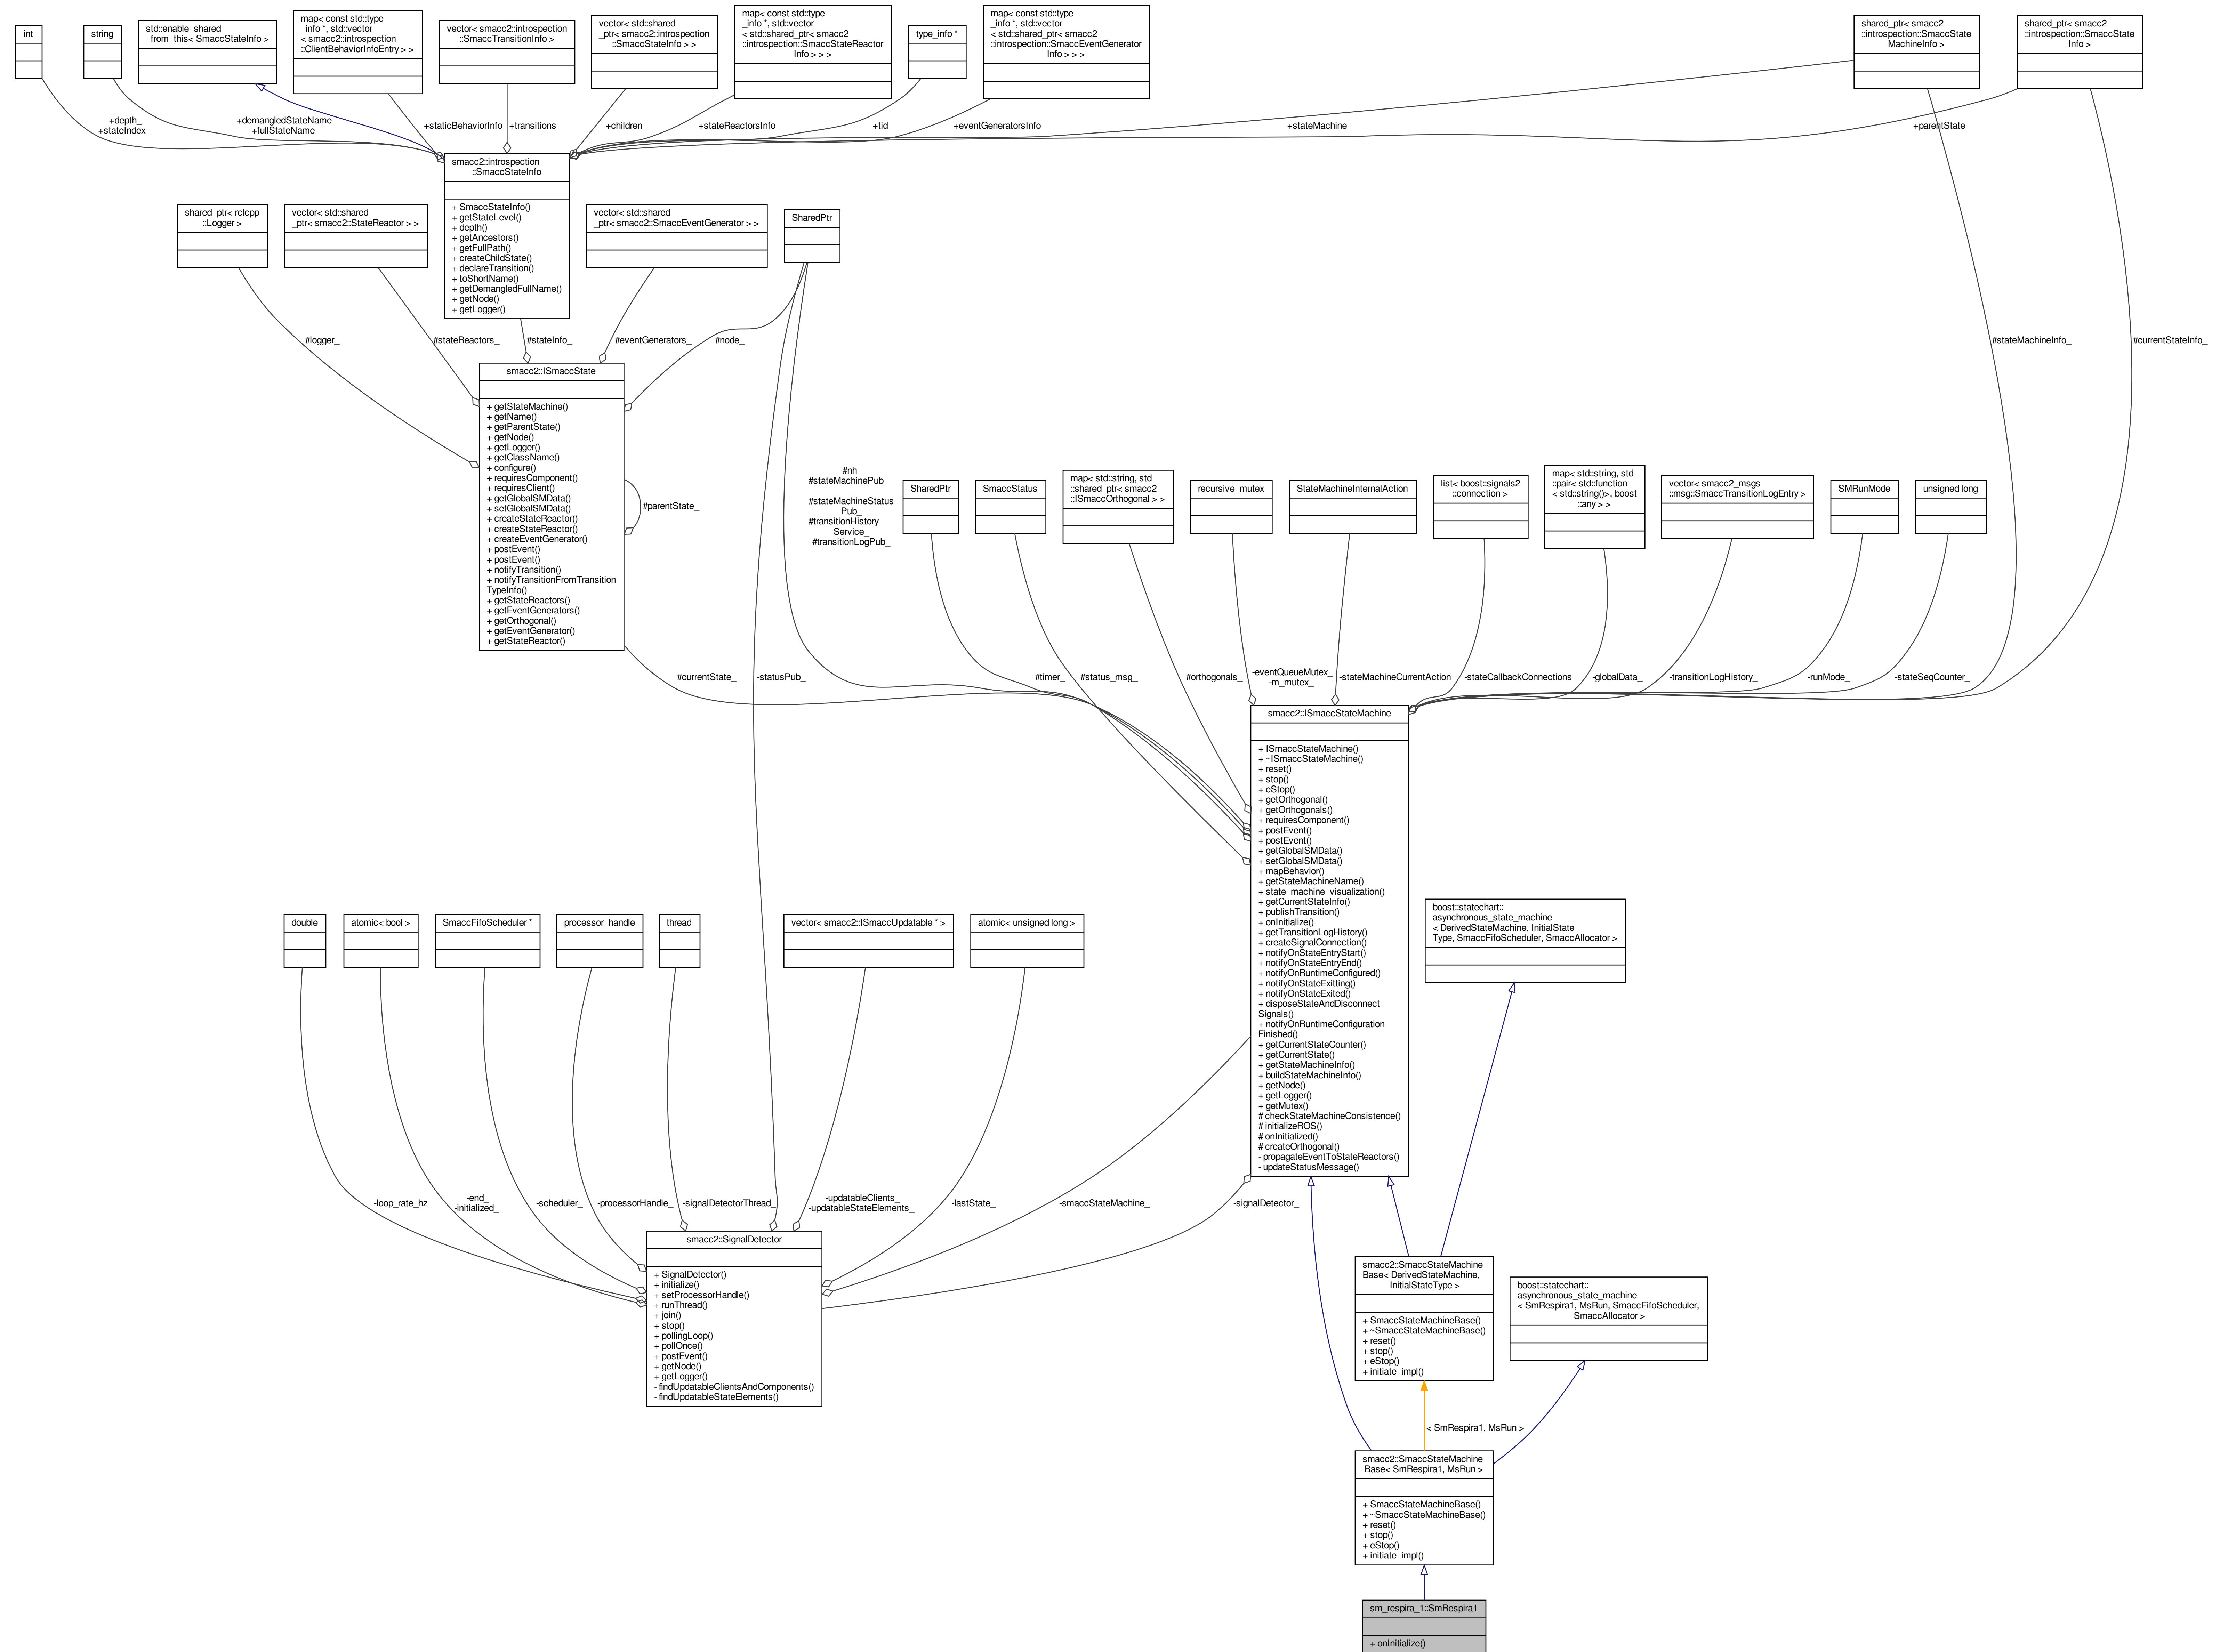 int
string
std::enable_shared
_from_this< SmaccStateInfo >
map< const std::type
_info *, std::vector
< smacc2::introspection
::ClientBehaviorInfoEntry > >
vector< smacc2::introspection
::SmaccTransitionInfo >
vector< std::shared
_ptr< smacc2::introspection
::SmaccStateInfo > >
map< const std::type
_info *, std::vector
< std::shared_ptr< smacc2
::introspection::SmaccStateReactor
Info > > >
type_info *
map< const std::type
_info *, std::vector
< std::shared_ptr< smacc2
::introspection::SmaccEventGenerator
Info > > >
shared_ptr< smacc2
::introspection::SmaccState
MachineInfo >
shared_ptr< smacc2
::introspection::SmaccState
Info >
+depth_
+stateIndex_
+demangledStateName
+fullStateName
+staticBehaviorInfo
+transitions_
+children_
+stateReactorsInfo
+tid_
+eventGeneratorsInfo
+stateMachine_
+parentState_
smacc2::introspection
::SmaccStateInfo
+ SmaccStateInfo()
+ getStateLevel()
+ depth()
+ getAncestors()
+ getFullPath()
+ createChildState()
+ declareTransition()
+ toShortName()
+ getDemangledFullName()
+ getNode()
+ getLogger()
shared_ptr< rclcpp
::Logger >
vector< std::shared
_ptr< smacc2::StateReactor > >
vector< std::shared
_ptr< smacc2::SmaccEventGenerator > >
SharedPtr
#logger_
#stateReactors_
#stateInfo_
#eventGenerators_
#node_
#stateMachineInfo_
#currentStateInfo_
smacc2::ISmaccState
+ getStateMachine()
+ getName()
+ getParentState()
+ getNode()
+ getLogger()
+ getClassName()
+ configure()
+ requiresComponent()
+ requiresClient()
+ getGlobalSMData()
+ setGlobalSMData()
+ createStateReactor()
+ createStateReactor()
+ createEventGenerator()
+ postEvent()
+ postEvent()
+ notifyTransition()
+ notifyTransitionFromTransition
TypeInfo()
+ getStateReactors()
+ getEventGenerators()
+ getOrthogonal()
+ getEventGenerator()
+ getStateReactor()
#parentState_
#nh_
#stateMachinePub
_
#stateMachineStatus
Pub_
#transitionHistory
Service_
#transitionLogPub_
SharedPtr
SmaccStatus
map< std::string, std
::shared_ptr< smacc2
::ISmaccOrthogonal > >
recursive_mutex
StateMachineInternalAction
list< boost::signals2
::connection >
map< std::string, std
::pair< std::function
< std::string()>, boost
::any > >
vector< smacc2_msgs
::msg::SmaccTransitionLogEntry >
SMRunMode
unsigned long
#currentState_
-statusPub_
#timer_
#status_msg_
#orthogonals_
-eventQueueMutex_
-m_mutex_
-stateMachineCurrentAction
-stateCallbackConnections
-globalData_
-transitionLogHistory_
-runMode_
-stateSeqCounter_
smacc2::ISmaccStateMachine
+ ISmaccStateMachine()
+ ~ISmaccStateMachine()
+ reset()
+ stop()
+ eStop()
+ getOrthogonal()
+ getOrthogonals()
+ requiresComponent()
+ postEvent()
+ postEvent()
+ getGlobalSMData()
+ setGlobalSMData()
+ mapBehavior()
+ getStateMachineName()
+ state_machine_visualization()
+ getCurrentStateInfo()
+ publishTransition()
+ onInitialize()
+ getTransitionLogHistory()
+ createSignalConnection()
+ notifyOnStateEntryStart()
+ notifyOnStateEntryEnd()
+ notifyOnRuntimeConfigured()
+ notifyOnStateExitting()
+ notifyOnStateExited()
+ disposeStateAndDisconnect
Signals()
+ notifyOnRuntimeConfiguration
Finished()
+ getCurrentStateCounter()
+ getCurrentState()
+ getStateMachineInfo()
+ buildStateMachineInfo()
+ getNode()
+ getLogger()
+ getMutex()
# checkStateMachineConsistence()
# initializeROS()
# onInitialized()
# createOrthogonal()
- propagateEventToStateReactors()
- updateStatusMessage()
double
atomic< bool >
SmaccFifoScheduler *
processor_handle
thread
vector< smacc2::ISmaccUpdatable * >
atomic< unsigned long >
boost::statechart::
asynchronous_state_machine
< DerivedStateMachine, InitialState
Type, SmaccFifoScheduler, SmaccAllocator >
-loop_rate_hz
-end_
-initialized_
-scheduler_
-processorHandle_
-signalDetectorThread_
-updatableClients_
-updatableStateElements_
-lastState_
-smaccStateMachine_
-signalDetector_
smacc2::SignalDetector
+ SignalDetector()
+ initialize()
+ setProcessorHandle()
+ runThread()
+ join()
+ stop()
+ pollingLoop()
+ pollOnce()
+ postEvent()
+ getNode()
+ getLogger()
- findUpdatableClientsAndComponents()
- findUpdatableStateElements()
smacc2::SmaccStateMachine
Base< DerivedStateMachine,
InitialStateType >
+ SmaccStateMachineBase()
+ ~SmaccStateMachineBase()
+ reset()
+ stop()
+ eStop()
+ initiate_impl()
boost::statechart::
asynchronous_state_machine
< SmRespira1, MsRun, SmaccFifoScheduler,
SmaccAllocator >
< SmRespira1, MsRun >
smacc2::SmaccStateMachine
Base< SmRespira1, MsRun >
+ SmaccStateMachineBase()
+ ~SmaccStateMachineBase()
+ reset()
+ stop()
+ eStop()
+ initiate_impl()
sm_respira_1::SmRespira1
+ onInitialize()